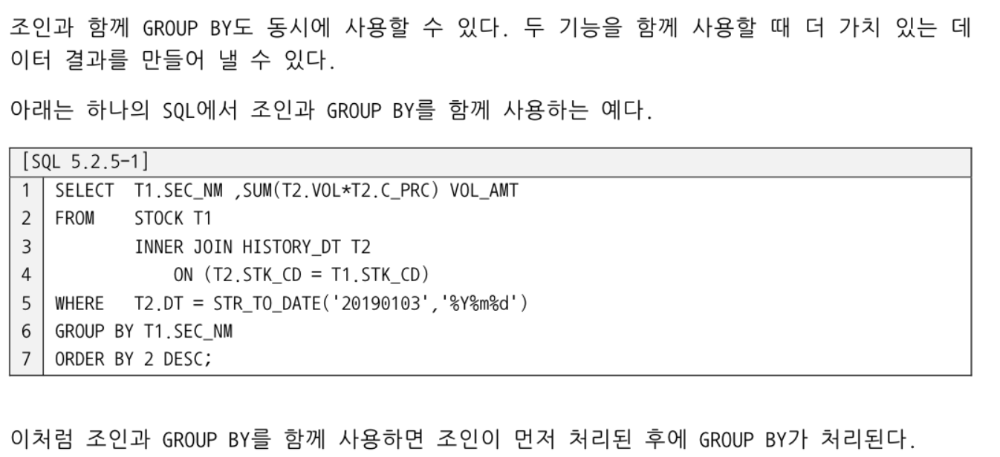 조인과 함께 GROUP BY도 동시에 사용할 수 있다. 두 기능을 함께 사용할 때 더 가치 있는 데
이터 결과를 만들어 낼 수 있다.
아래는 하나의 SQL에서 조인과 GROUP BY를 함께 사용하는 예다.
[SQL 5.2.5-1]
1 SELECT T1.SEC_NM ,SUM(T2.VOL*T2.C_PRC) VOL_AMT
2 FROM STOCK T1
3 INNER JOIN HISTORY_DT T2
4 ON (T2.STK_CD = T1.STK_CD)
5 WHERE T2.DT = STR_TO_DATE('20190103','%Y%m%d')
6 GROUP BY T1.SEC_NM
7 ORDER BY 2 DESC;
이처럼 조인과 GROUP BY를 함께 사용하면 조인이 먼저 처리된 후에 GROUP BY가 처리된다.